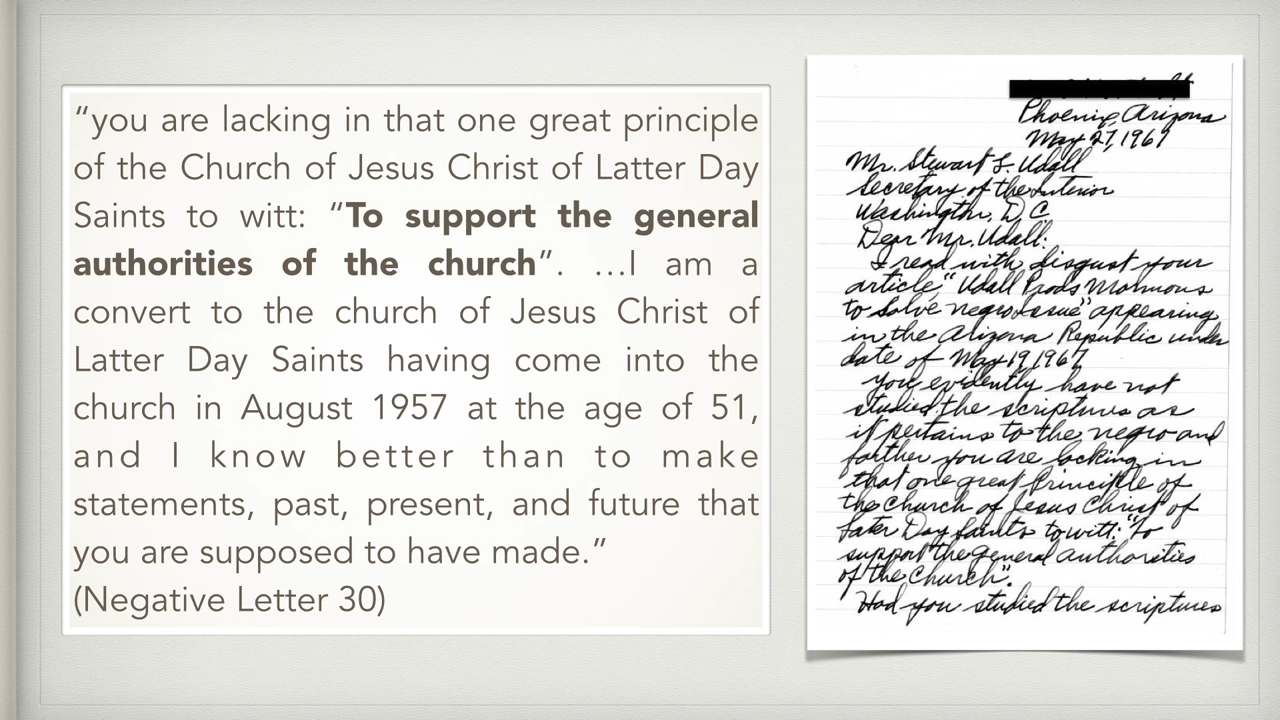 “you are lacking in that one great principle
of the Church of Jesus Christ of Latter Day
Saints to witt: “To support the general
authorities of the church”. …I am a
convert to the church of Jesus Christ of
Latter Day Saints having come into the
church in August 1957 at the age of 51,
and I know better than to make
statements, past, present, and future that
you are supposed to have made.”
(Negative Letter 30)
Phoenix, Arizona
May 27, 1967
Mr. Stewart L. Udall
Secretary of the Interior
Washington, D.C.
Dear Mr. Udall:
I read with disgust your
article "Udall Prods Mormons
to Solve negro issue" appearing
in the Arizona Republic under
date of May 19, 1967
You evidently have not
studied the scriptures as
it pertains to the negro and
farther you are lacking in
that one great Principle of
the Church of Jesus Christ of
Later Day Saints to witt: "To
support the general authorities
of the Church".
Had you studied the scriptures